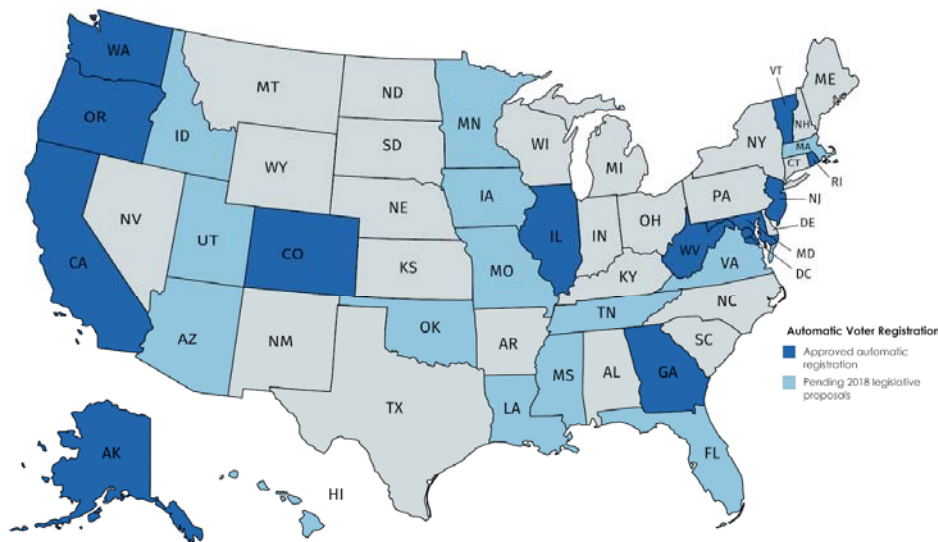 WA
MT
ND
MN
VT
ME
OR
ID
SD
WI
NH
WY
MI
NY
MA
CT
RI
IA
PA
NJ
NE
NV
OH
DE
UT
IL
IN
CO
MD
CA
WV
DC
KS
MO
VA
KY
NC
TN
OK
AZ
NM
AR
SC
MS
AL
GA
TX
LA
FL
AK
HI
Automatic Voter Registration
Approved automatic
registration
Pending 2018 legislative
proposals